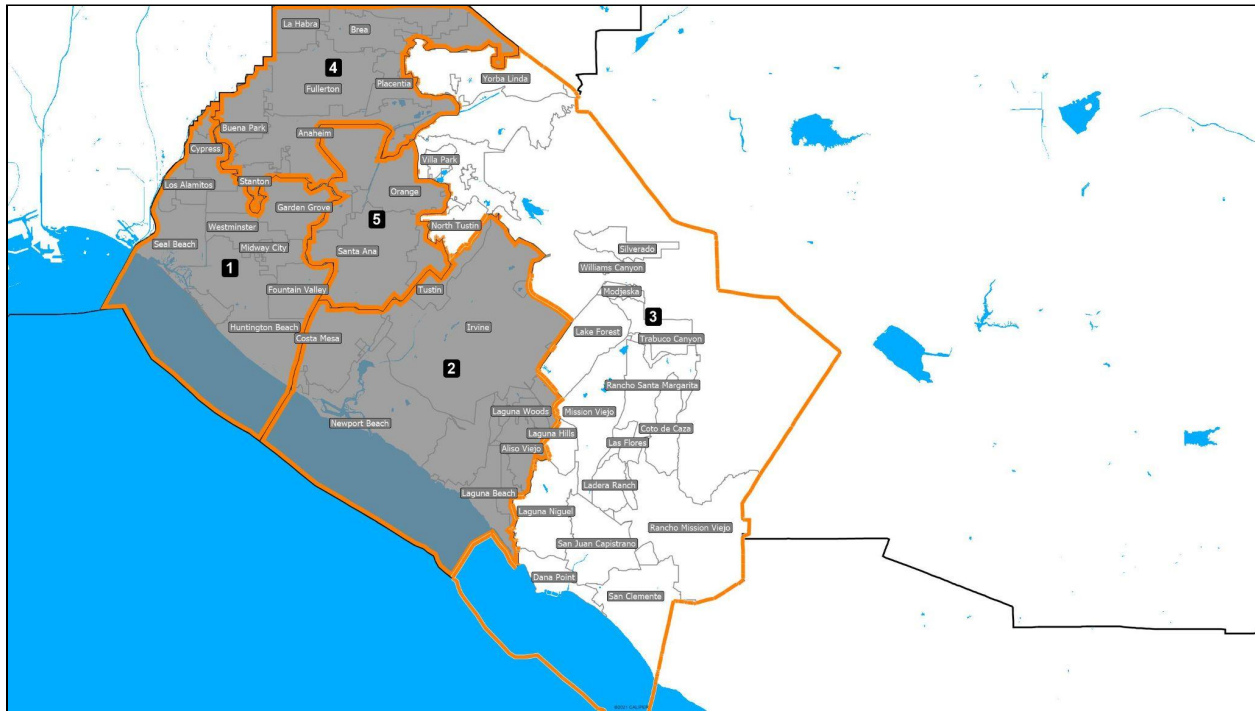 La Habra
Brea
4
Fullerton
Placentia
Yorba Linda
Buena Park
Anaheim
Cypress
Villa Park
Los Alamitos
Stanton
Orange
Garden Grove
5
Westminster
North Tustin
Seal Beach
Midway City
Santa Ana
Silverado
1
Williams Canyon
Fountain Valley
Tustin
Modjeska
3
Huntington Beach
Irvine
Lake Forest
Costa Mesa
Trabuco Canyon
2
Rancho Santa Margarita
Laguna Woods
Mission Viejo
Newport Beach
Laguna Hills
Coto de Caza
Las Flores
Aliso Viejo
Ladera Ranch
Laguna Beach
Laguna Niguel
Rancho Mission Viejo
San Juan Capistrano
Dana Point
San Clemente
©2021 CALIPER